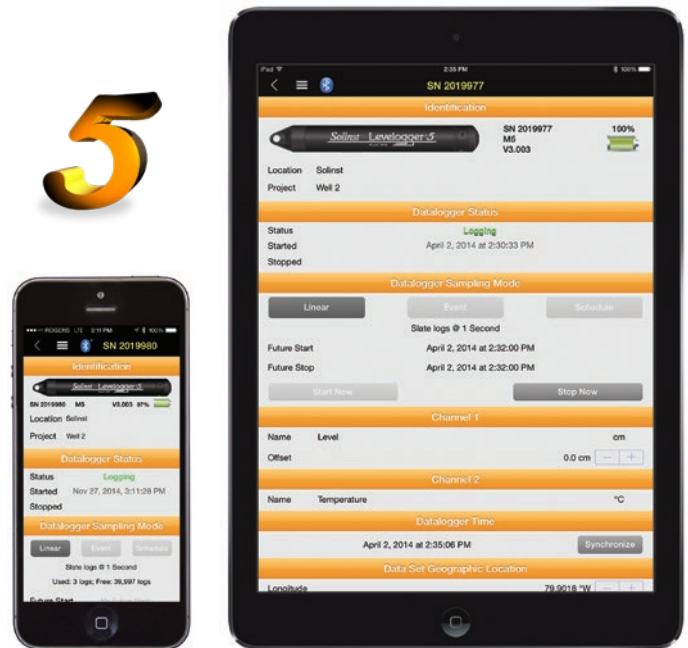 5
iPad
2:35 PM
100%
SN 2019977
Identification
Solinst Levelogger 5
SN 2019977
100%
M5
V3.003
Location Solinst
Project Well 2
Datalogger Status
Status Logging
Started April 2, 2014 at 2:30:33 PM
Stopped
Datalogger Sampling Mode
Linear Event Schedule
Slate logs @ 1 Second
Future Start April 2, 2014 at 2:32:00 PM
Future Stop April 2, 2014 at 2:32:00 PM
Start Now Stop Now
Channel 1
Name Level cm
Offset 0.0 cm - +
Channel 2
Name Temperature °C
Datalogger Time
April 2, 2014 at 2:35:06 PM Synchronize
Data Set Geographic Location
Longitude 79.9018 °W - +
ROGERS LTE 2:11 PM 100%
SN 2019980
Identification
Solinst Levelogger 5
SN 2019980 M5 V3.003 97%
Location Solinst
Project Well 2
Datalogger Status
Status Logging
Started Nov 27, 2014, 3:11:26 PM
Stopped
Datalogger Sampling Mode
Linear Event Schedule
Slate logs @ 1 Second
Used: 3 logs; Free: 39,997 logs
Future Start